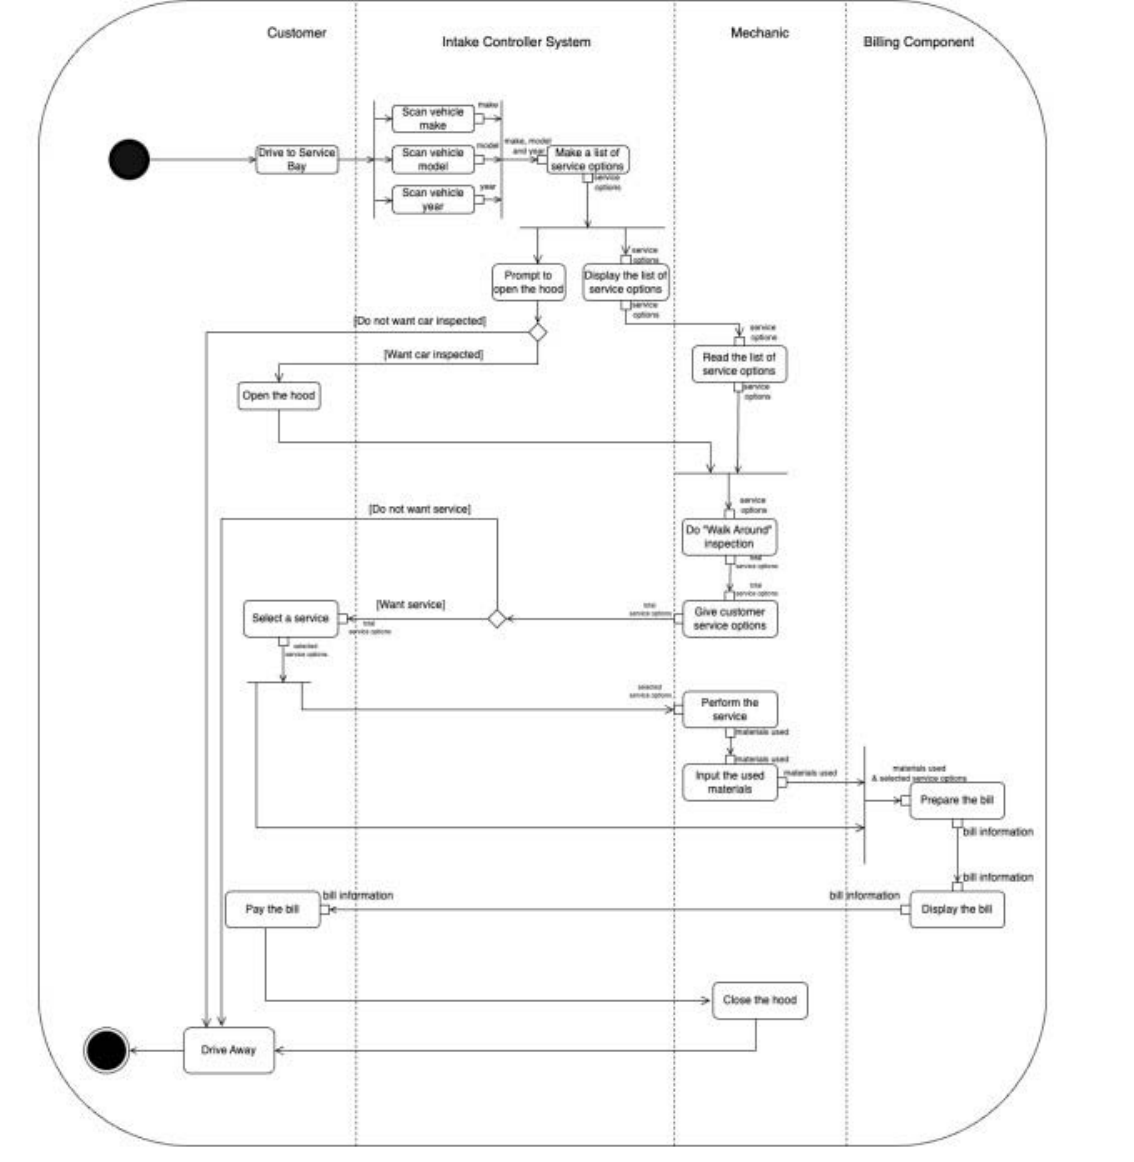 Customer
Intake Controller System
Mechanic
Billing Component
Scan vehicle
make
make
Drive to Service
Bay
Scan vehicle
model
model
make, model
and year
Make a list of
service options
service
options
Scan vehicle
year
year
Prompt to
open the hood
service
options
Display the list of
service options
service
options
[Do not want car inspected]
[Want car inspected]
service
options
Read the list of
service options
service
options
Open the hood
[Do not want service]
service
options
Do "Walk Around"
inspection
total
service options
total
service options
Select a service
[Want service]
total
service options
total
service options
Give customer
service options
selected
service options
selected
service options
Perform the
service
materials used
materials used
Input the used
materials
materials used
materials used
& selected service options
Prepare the bill
bill information
bill information
Pay the bill
bill information
bill information
Display the bill
Close the hood
Drive Away